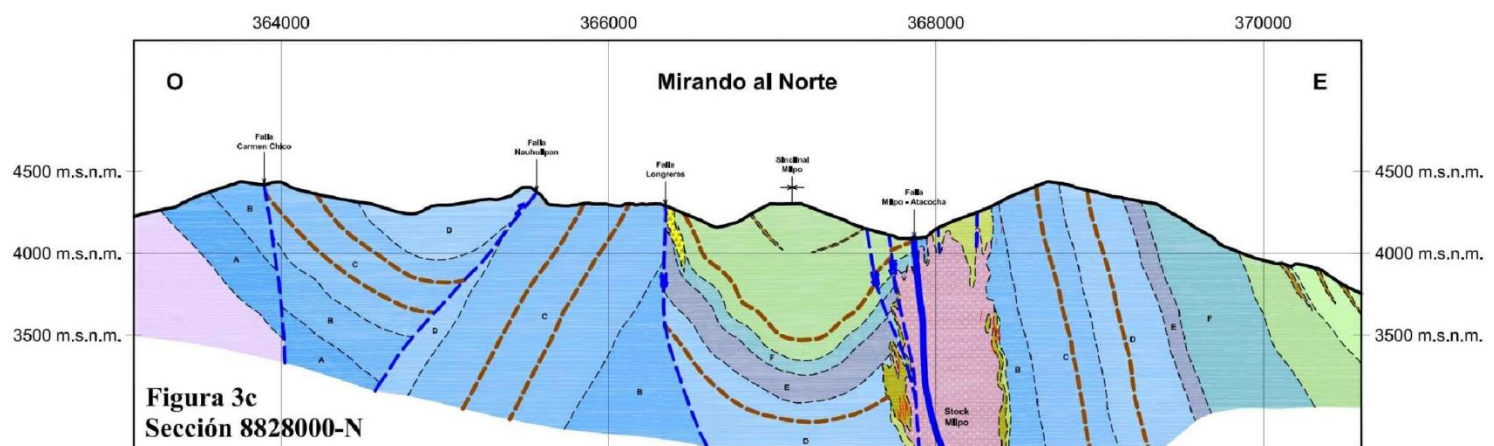 364000
366000
368000
370000
O
Mirando al Norte
E
Falla
Carmen Chico
Falla
Nauhuilpan
Falla
Longreras
Sinclinal
Milpo
Falla
Milpo - Atacocha
4500 m.s.n.m.
4500 m.s.n.m.
4000 m.s.n.m.
4000 m.s.n.m.
3500 m.s.n.m.
3500 m.s.n.m.
B
A
D
C
B
D
A
C
B
F
E
D
B
C
D
E
F
Stock
Milpo
Figura 3c
Sección 8828000-N